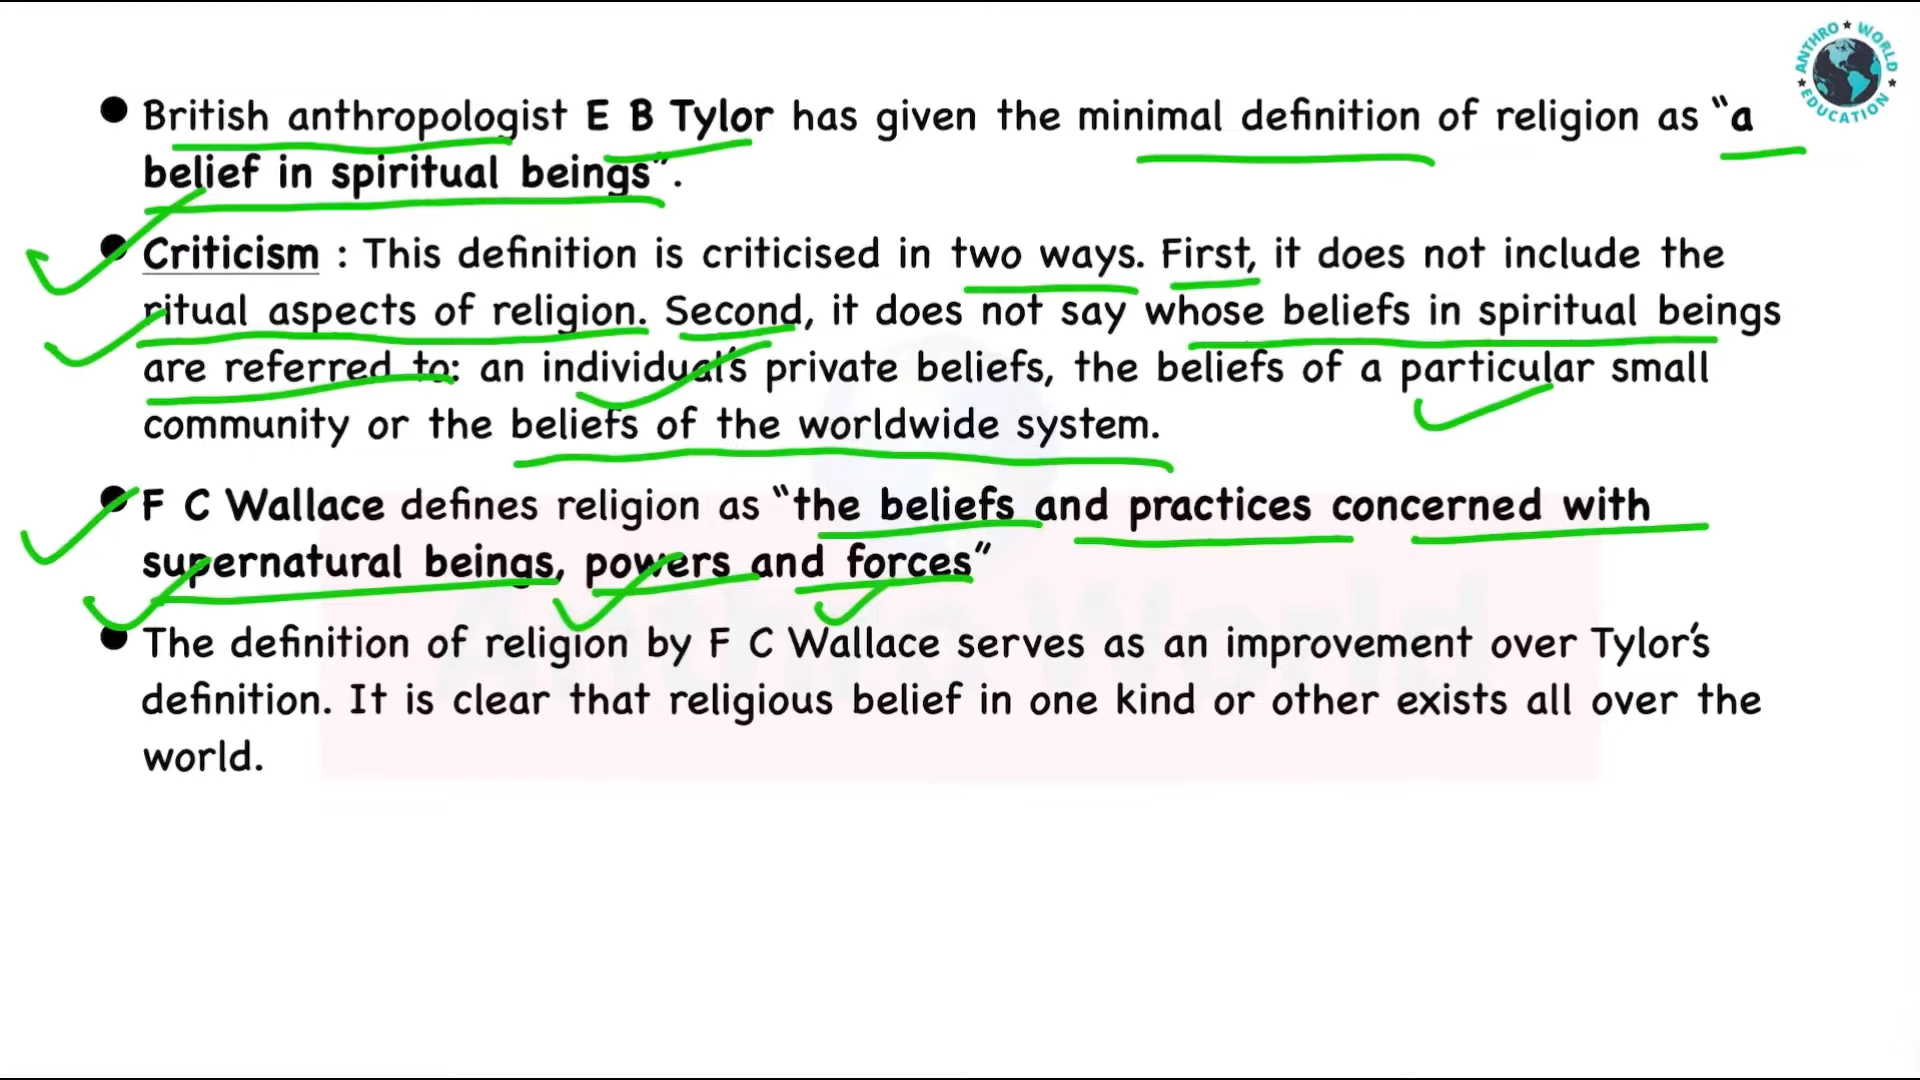 ANTHRO WORLD
EDUCATION
● British anthropologist E B Tylor has given the minimal definition of religion as “a
belief in spiritual beings”.
● Criticism : This definition is criticised in two ways. First, it does not include the
ritual aspects of religion. Second, it does not say whose beliefs in spiritual beings
are referred to: an individual’s private beliefs, the beliefs of a particular small
community or the beliefs of the worldwide system.
● F C Wallace defines religion as “the beliefs and practices concerned with
supernatural beings, powers and forces”
● The definition of religion by F C Wallace serves as an improvement over Tylor’s
definition. It is clear that religious belief in one kind or other exists all over the
world.
Anthro World